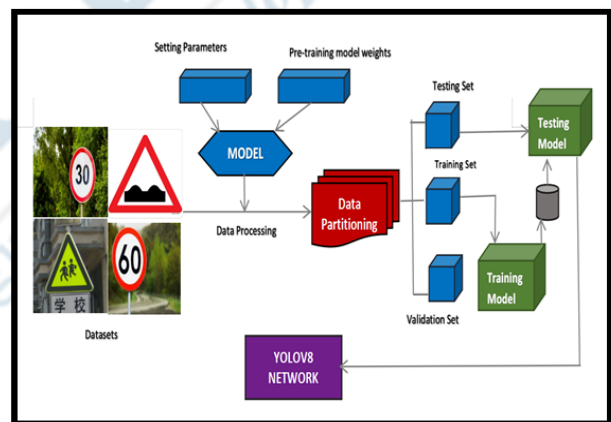 Setting Parameters
Pre-training model weights
MODEL
30
60
学校
Datasets
Data Processing
Data
Partitioning
Testing Set
Training Set
Validation Set
Testing
Model
Training
Model
YOLOV8
NETWORK